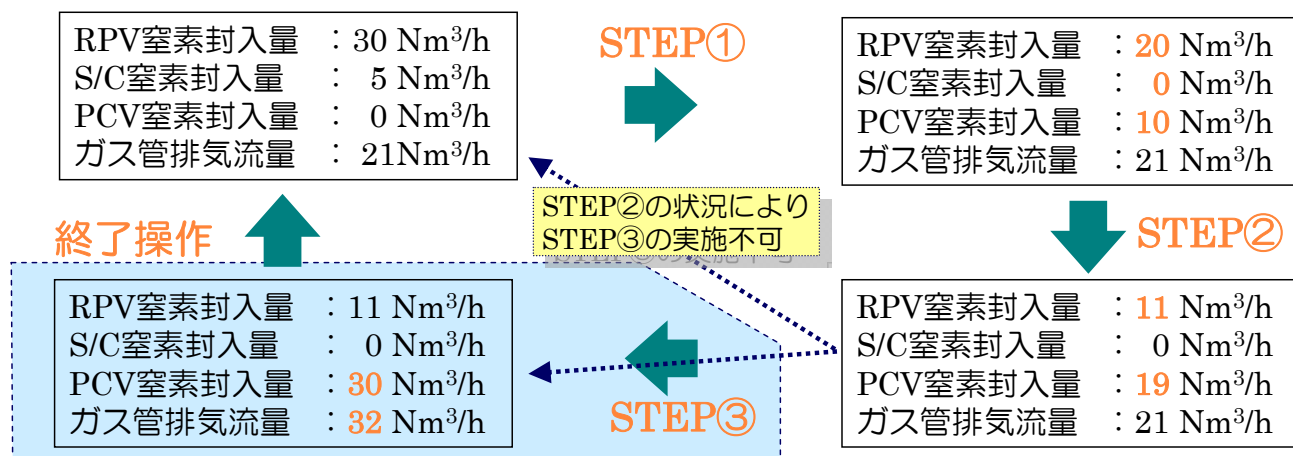 RPV窒素封入量 : 30 Nm³/h
S/C窒素封入量 : 5 Nm³/h
PCV窒素封入量 : 0 Nm³/h
ガス管排気流量 : 21Nm³/h
STEP①
RPV窒素封入量 : 20 Nm³/h
S/C窒素封入量 : 0 Nm³/h
PCV窒素封入量 : 10 Nm³/h
ガス管排気流量 : 21 Nm³/h
STEP②の状況により
STEP③の実施不可
STEP②
終了操作
RPV窒素封入量 : 11 Nm³/h
S/C窒素封入量 : 0 Nm³/h
PCV窒素封入量 : 30 Nm³/h
ガス管排気流量 : 32 Nm³/h
STEP③
RPV窒素封入量 : 11 Nm³/h
S/C窒素封入量 : 0 Nm³/h
PCV窒素封入量 : 19 Nm³/h
ガス管排気流量 : 21 Nm³/h